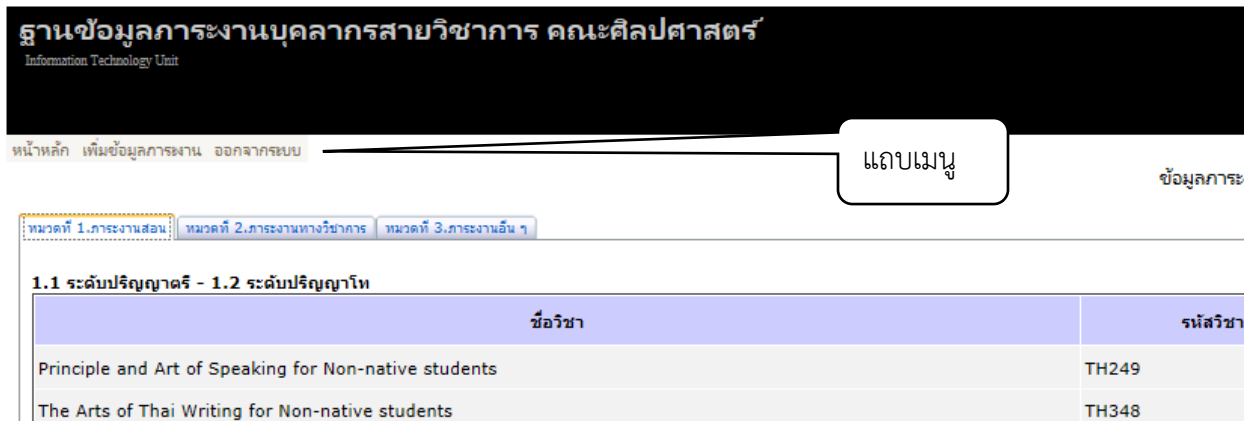 ฐานข้อมูลภาระงานบุคลากรสายวิชาการ คณะศิลปศาสตร์
Information Technology Unit
หน้าหลัก เพิ่มข้อมูลภาระงาน ออกจากระบบ
แถบเมนู
ข้อมูลภาระ
หมวดที่ 1.ภาระงานสอน หมวดที่ 2.ภาระงานทางวิชาการ หมวดที่ 3.ภาระงานอื่น ๆ
1.1 ระดับปริญญาตรี - 1.2 ระดับปริญญาโท
ชื่อวิชา รหัสวิชา
Principle and Art of Speaking for Non-native students TH249
The Arts of Thai Writing for Non-native students TH348